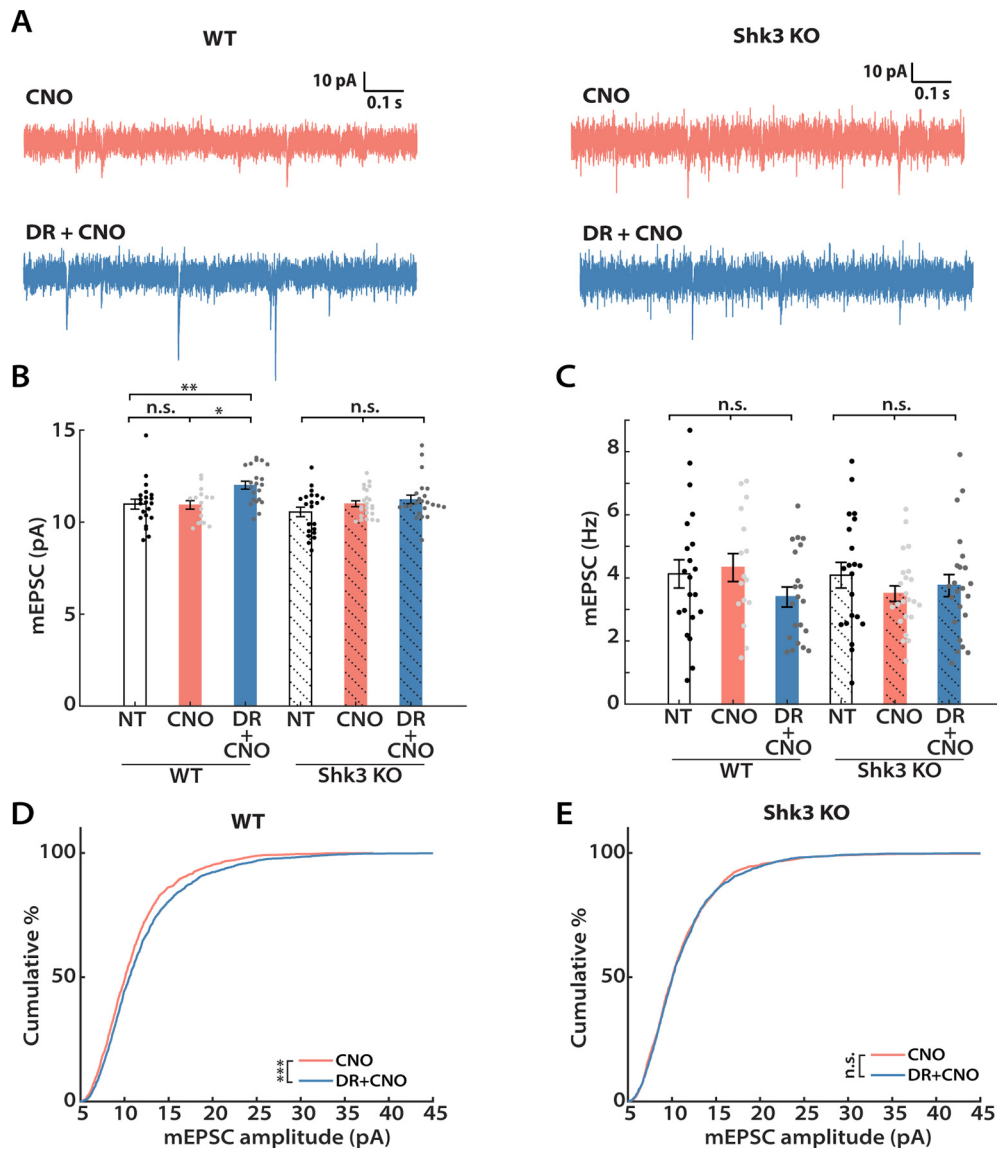 A
WT
Shk3 KO
10 pA
0.1 s
10 pA
0.1 s
CNO
CNO
DR + CNO
DR + CNO
B
**
n.s.
*
n.s.
15
10
5
0
mEPSC (pA)
NT
CNO
DR
+
CNO
NT
CNO
DR
+
CNO
WT
Shk3 KO
C
n.s.
n.s.
8
6
4
2
0
mEPSC (Hz)
NT
CNO
DR
+
CNO
NT
CNO
DR
+
CNO
WT
Shk3 KO
D
WT
100
50
0
Cumulative %
***
CNO
DR+CNO
5 10 15 20 25 30 35 40 45
mEPSC amplitude (pA)
E
Shk3 KO
100
50
0
Cumulative %
n.s.
CNO
DR+CNO
5 10 15 20 25 30 35 40 45
mEPSC amplitude (pA)